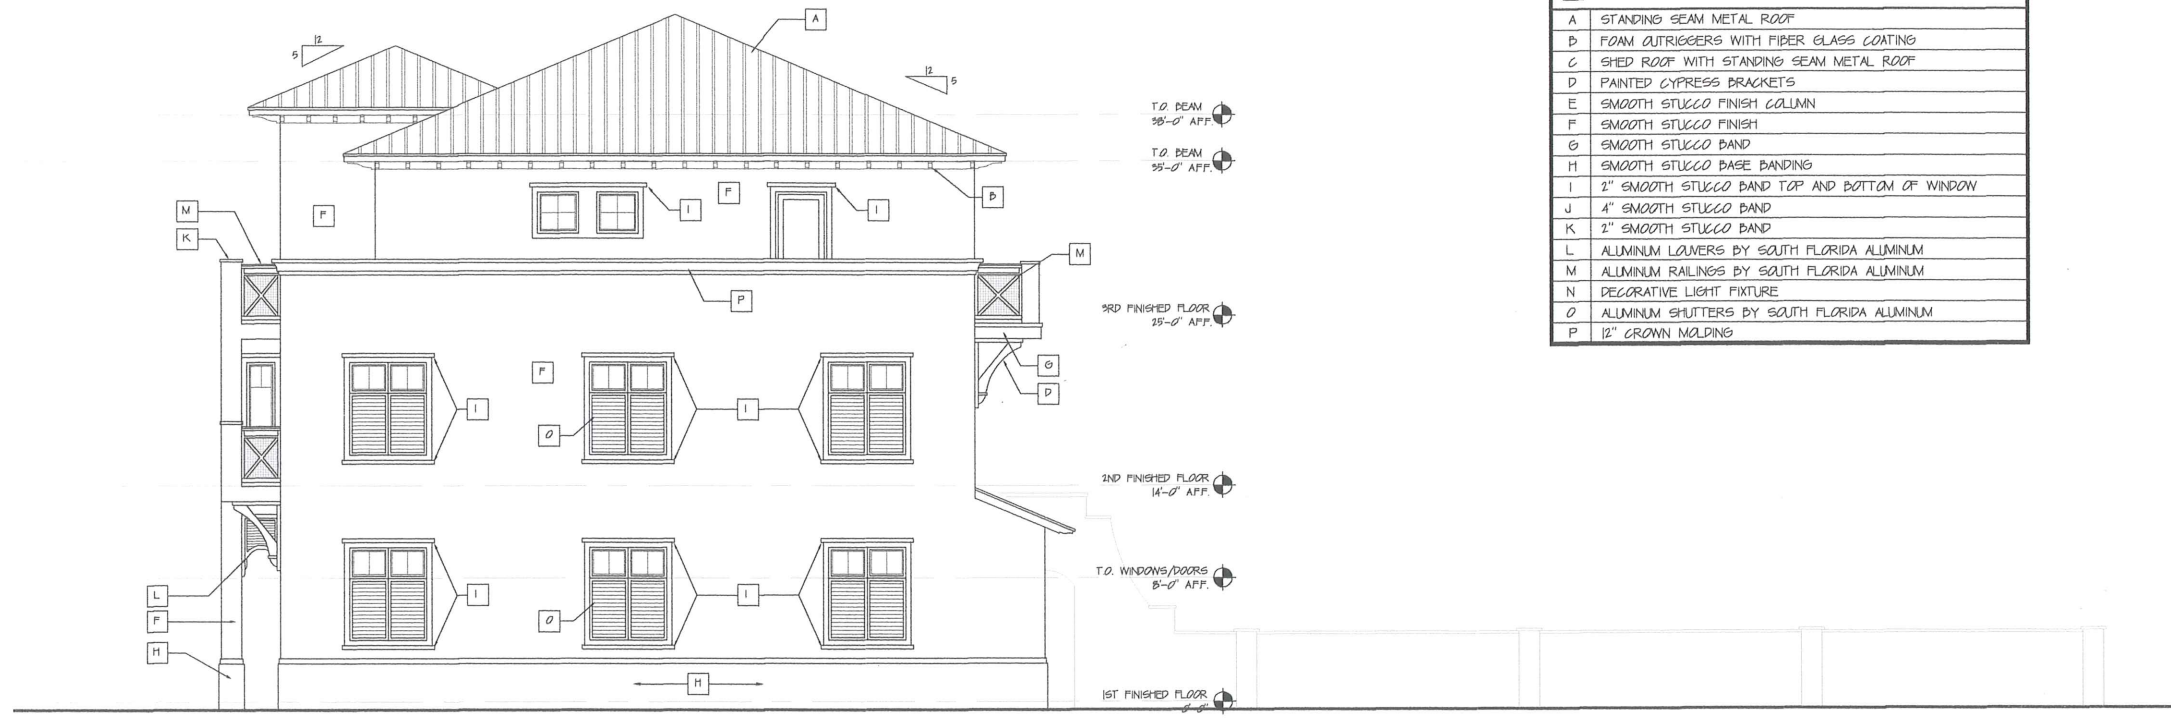 A STANDING SEAM METAL ROOF
B FOAM OUTRIGGERS WITH FIBER GLASS COATING
C SHED ROOF WITH STANDING SEAM METAL ROOF
D PAINTED CYPRESS BRACKETS
E SMOOTH STUCCO FINISH COLUMN
F SMOOTH STUCCO FINISH
G SMOOTH STUCCO BAND
H SMOOTH STUCCO BASE BANDING
I 2" SMOOTH STUCCO BAND TOP AND BOTTOM OF WINDOW
J 4" SMOOTH STUCCO BAND
K 2" SMOOTH STUCCO BAND
L ALUMINUM LOUVERS BY SOUTH FLORIDA ALUMINUM
M ALUMINUM RAILINGS BY SOUTH FLORIDA ALUMINUM
N DECORATIVE LIGHT FIXTURE
O ALUMINUM SHUTTERS BY SOUTH FLORIDA ALUMINUM
P 12" CROWN MOLDING
A
12
5
12
5
T.O. BEAM
38'-0" AFF.
T.O. BEAM
35'-0" AFF.
F
I
I
B
M
F
K
M
P
3RD FINISHED FLOOR
25'-0" AFF.
G
F
D
I
I
O
2ND FINISHED FLOOR
14'-0" AFF.
T.O. WINDOWS/DOORS
8'-0" AFF.
L
I
I
F
O
H
H
1ST FINISHED FLOOR